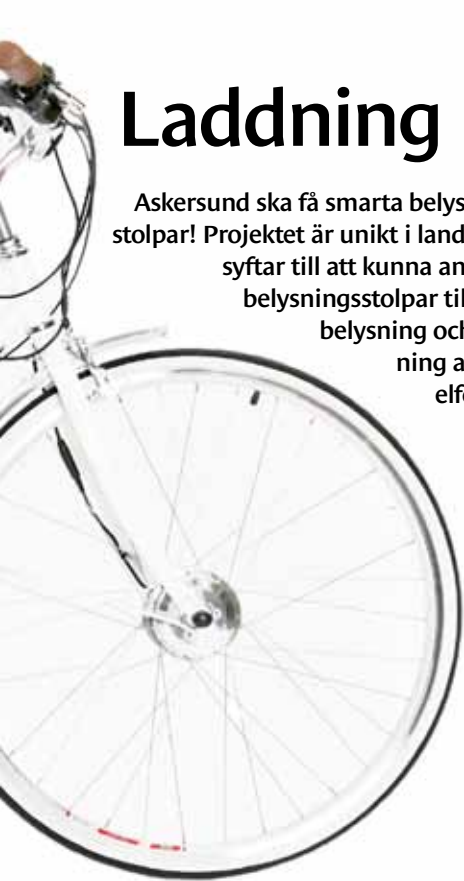 Laddning
Askersund ska få smarta belys
stolpar! Projektet är unikt i land
syftar till att kunna an
belysningsstolpar til
belysning och
ning a
elfo